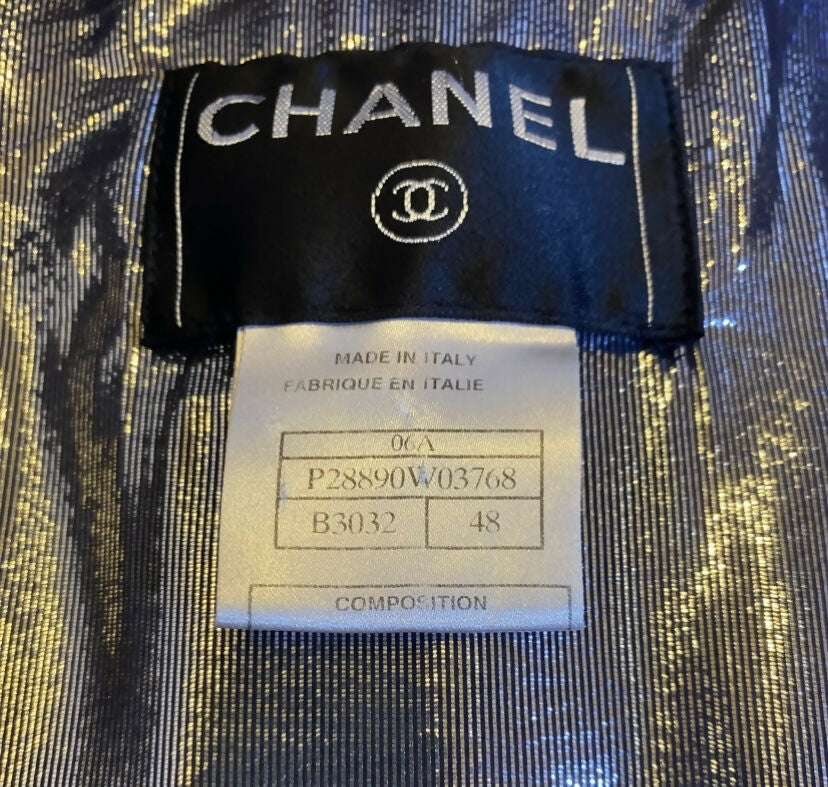 CHANEL
MADE IN ITALY
FABRIQUE EN ITALIE
06A
P28890W03768
B3032 48
COMPOSITION